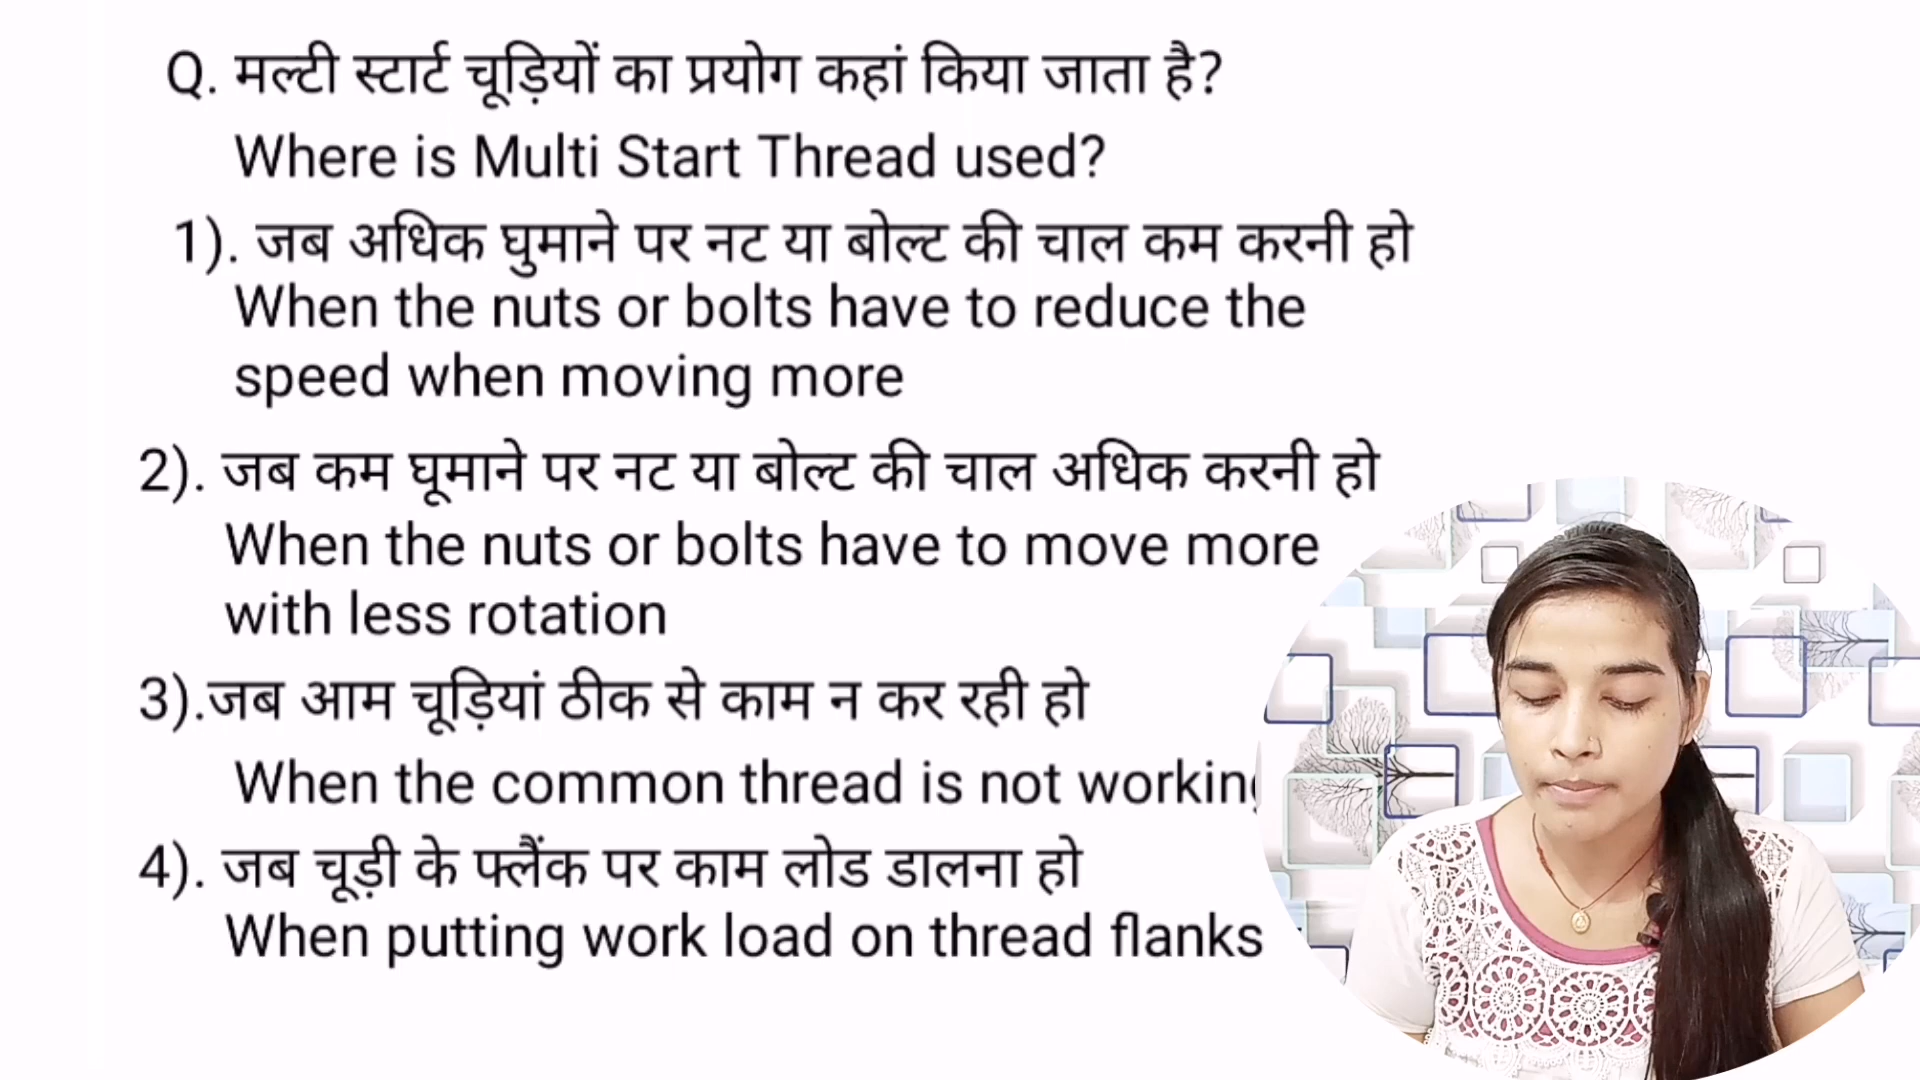 Q. मल्टी स्टार्ट चूड़ियों का प्रयोग कहां किया जाता है?
Where is Multi Start Thread used?
1). जब अधिक घुमाने पर नट या बोल्ट की चाल कम करनी हो
When the nuts or bolts have to reduce the
speed when moving more
2). जब कम घूमाने पर नट या बोल्ट की चाल अधिक करनी हो
When the nuts or bolts have to move more
with less rotation
3).जब आम चूड़ियां ठीक से काम न कर रही हो
When the common thread is not
4). जब चूड़ी के फ्लैंक पर काम लोड डालना हो
When putting work load on thread flanks